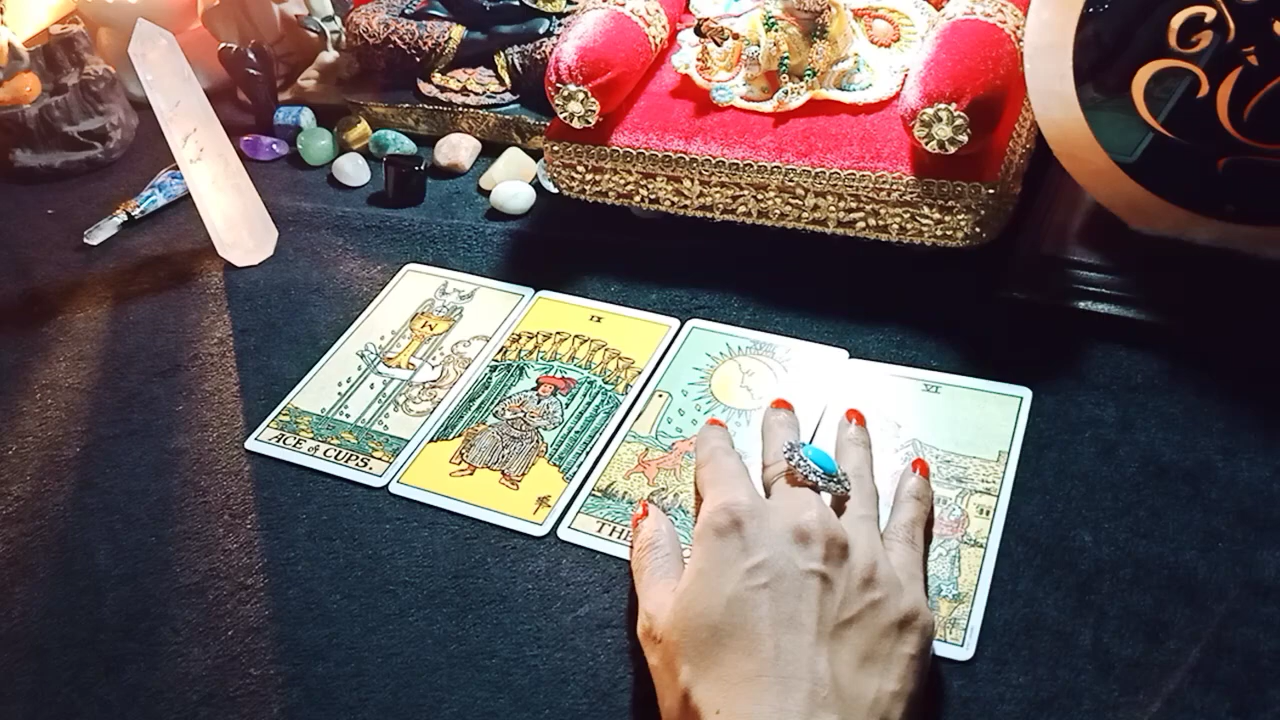 ACE of CUPS.
IX
THE
VI